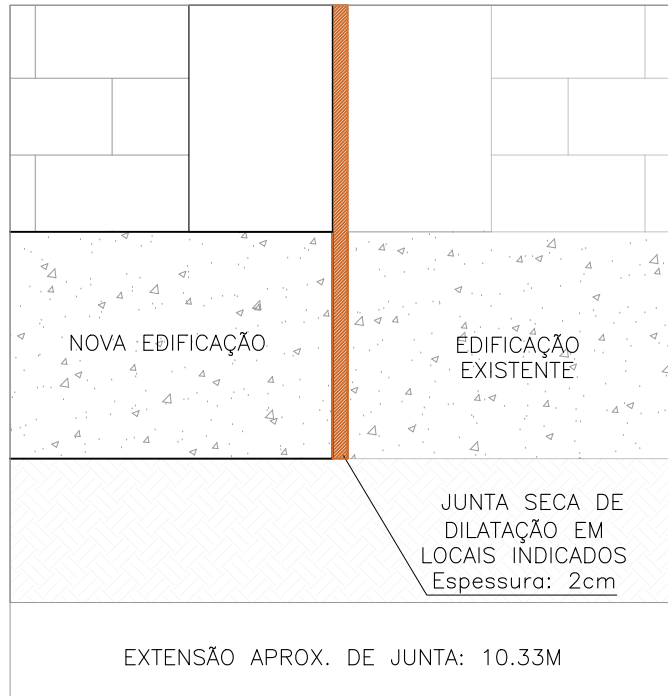 NOVA EDIFICAÇÃO
EDIFICAÇÃO
EXISTENTE
JUNTA SECA DE
DILATAÇÃO EM
LOCAIS INDICADOS
Espessura: 2cm
EXTENSÃO APROX. DE JUNTA: 10.33M